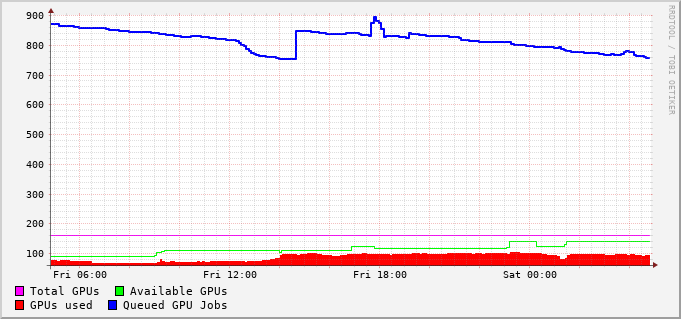 900
800
700
600
500
400
300
200
100
Fri 06:00 Fri 12:00 Fri 18:00 Sat 00:00
Total GPUs Available GPUs
GPUs used Queued GPU Jobs
RRDTOOL / TOBI OETIKER